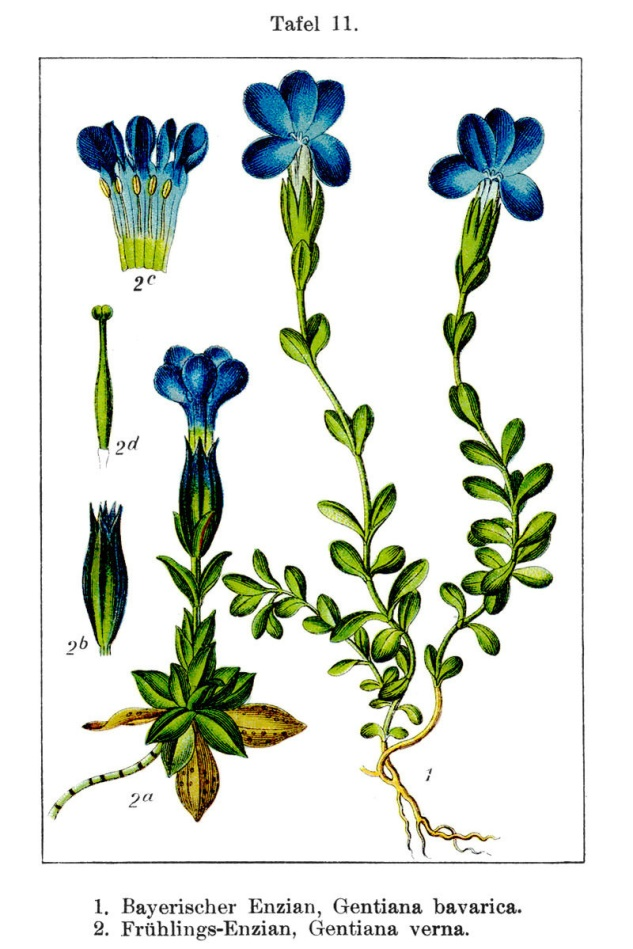 Tafel 11.
2c
2d
2b
2a
1
1. Bayerischer Enzian, Gentiana bavarica.
2. Frühlings-Enzian, Gentiana verna.